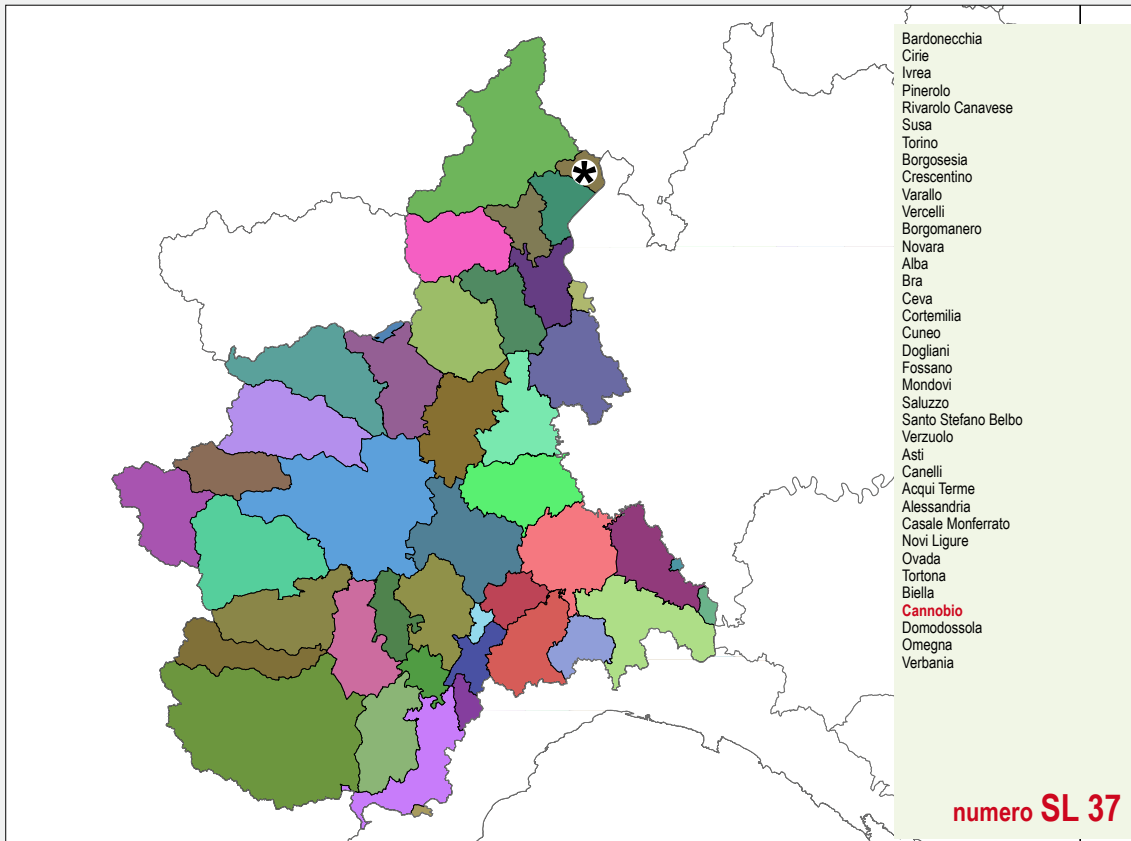 Bardonecchia
Cirie
Ivrea
Pinerolo
Rivarolo Canavese
Susa
Torino
Borgosesia
Crescentino
Varallo
Vercelli
Borgomanero
Novara
Alba
Bra
Ceva
Cortemilia
Cuneo
Dogliani
Fossano
Mondovi
Saluzzo
Santo Stefano Belbo
Verzuolo
Asti
Canelli
Acqui Terme
Alessandria
Casale Monferrato
Novi Ligure
Ovada
Tortona
Biella
Cannobio
Domodossola
Omegna
Verbania
numero SL 37
*